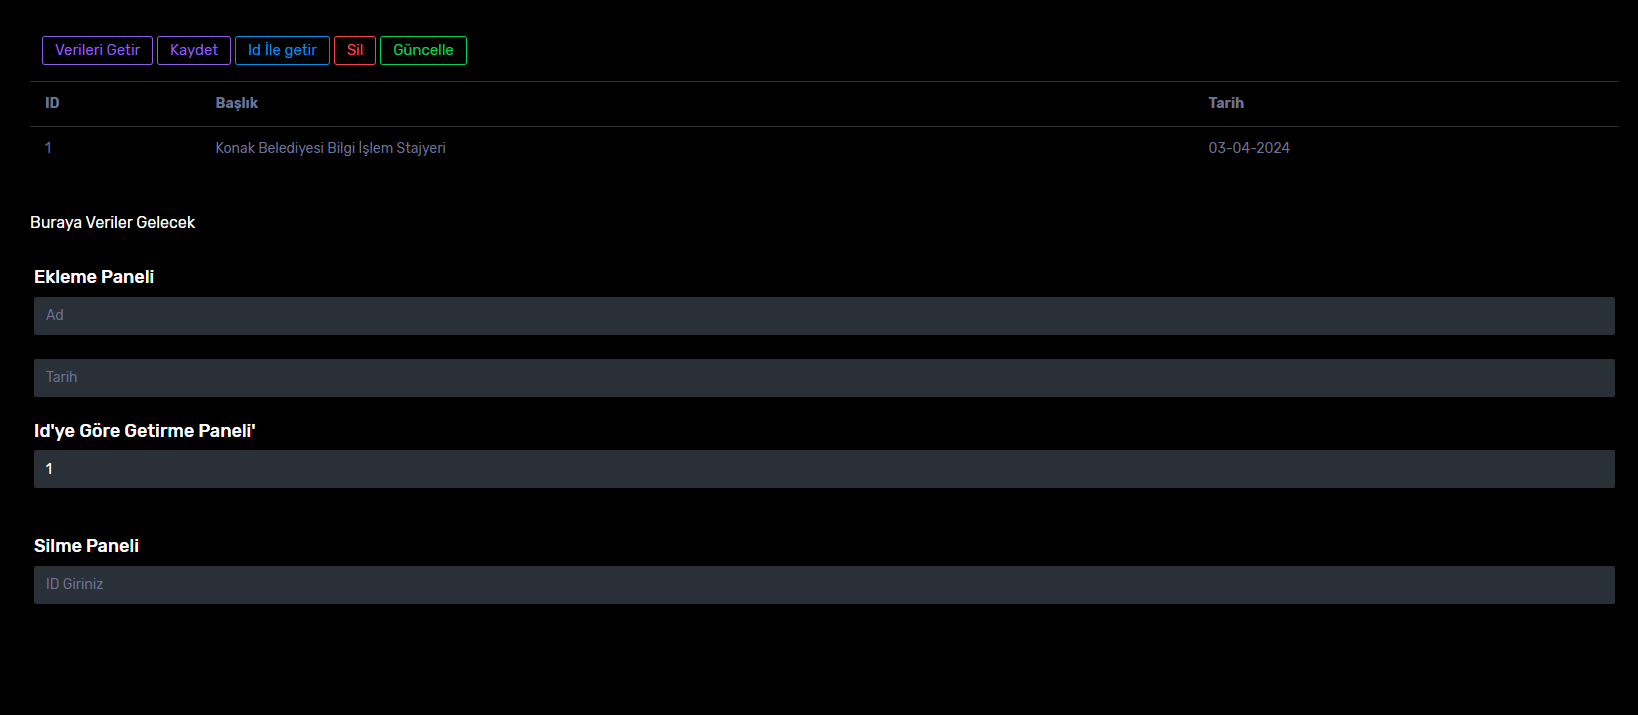 Verileri Getir Kaydet Id İle getir Sil Güncelle
ID Başlık Tarih
1 Konak Belediyesi Bilgi İşlem Stajyeri 03-04-2024
Buraya Veriler Gelecek
Ekleme Paneli
Ad
Tarih
Id'ye Göre Getirme Paneli'
1
Silme Paneli
ID Giriniz